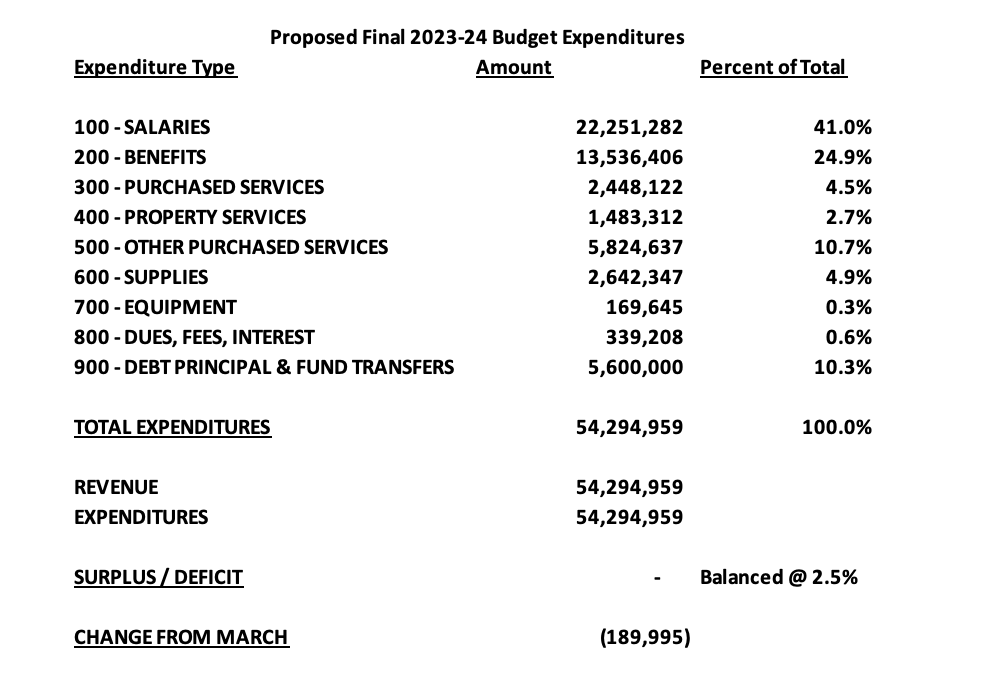 Proposed Final 2023-24 Budget Expenditures
Expenditure Type Amount Percent of Total
100 - SALARIES 22,251,282 41.0%
200 - BENEFITS 13,536,406 24.9%
300 - PURCHASED SERVICES 2,448,122 4.5%
400 - PROPERTY SERVICES 1,483,312 2.7%
500 - OTHER PURCHASED SERVICES 5,824,637 10.7%
600 - SUPPLIES 2,642,347 4.9%
700 - EQUIPMENT 169,645 0.3%
800 - DUES, FEES, INTEREST 339,208 0.6%
900 - DEBT PRINCIPAL & FUND TRANSFERS 5,600,000 10.3%
TOTAL EXPENDITURES 54,294,959 100.0%
REVENUE 54,294,959
EXPENDITURES 54,294,959
SURPLUS / DEFICIT - Balanced @ 2.5%
CHANGE FROM MARCH (189,995)